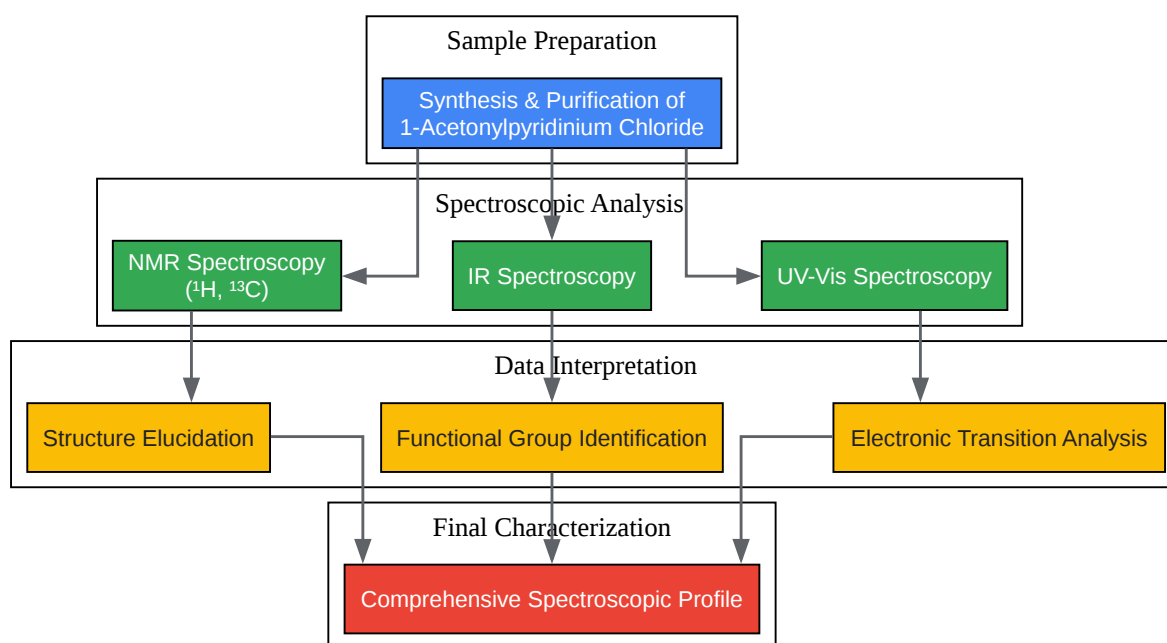 Sample Preparation
Synthesis & Purification of
1-Acetonylpyridinium Chloride
Spectroscopic Analysis
NMR Spectroscopy
(¹H, ¹³C)
IR Spectroscopy
UV-Vis Spectroscopy
Data Interpretation
Structure Elucidation
Functional Group Identification
Electronic Transition Analysis
Final Characterization
Comprehensive Spectroscopic Profile